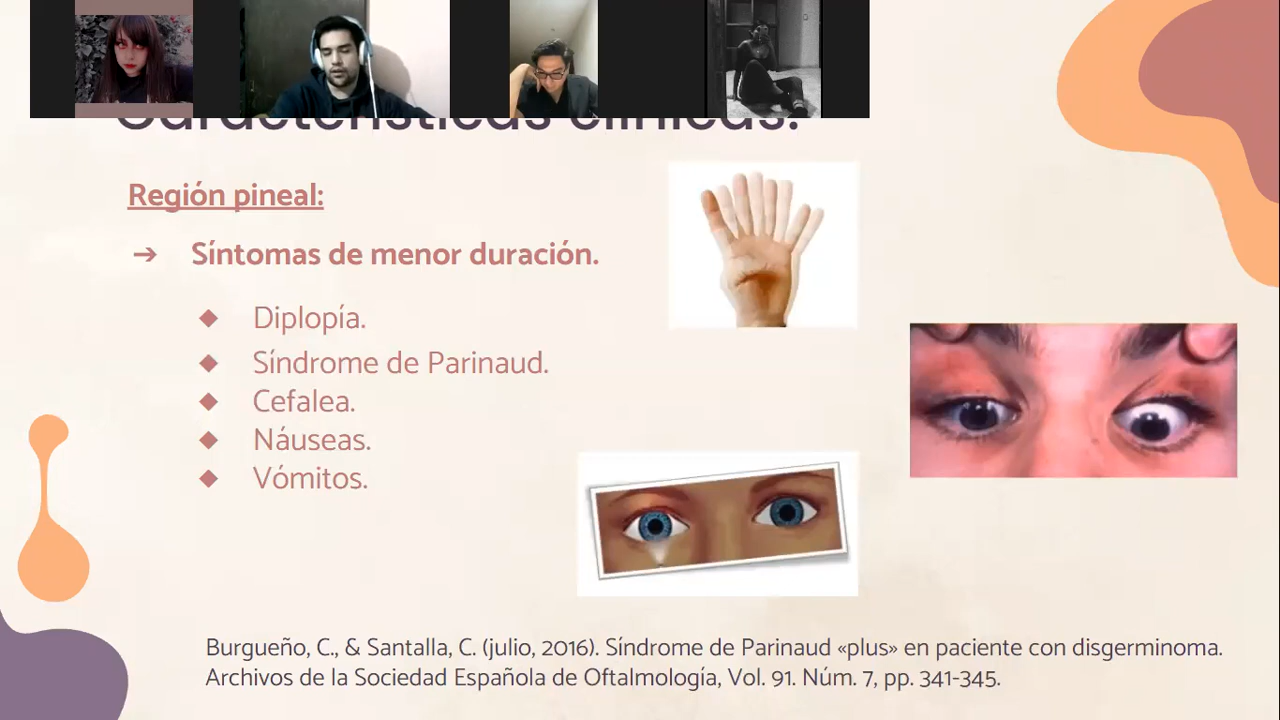 Características clínicas:
Región pineal:
➔ Síntomas de menor duración.
◆ Diplopía.
◆ Síndrome de Parinaud.
◆ Cefalea.
◆ Náuseas.
◆ Vómitos.
Burgueño, C., & Santalla, C. (julio, 2016). Síndrome de Parinaud «plus» en paciente con disgerminoma.
Archivos de la Sociedad Española de Oftalmología, Vol. 91. Núm. 7, pp. 341-345.